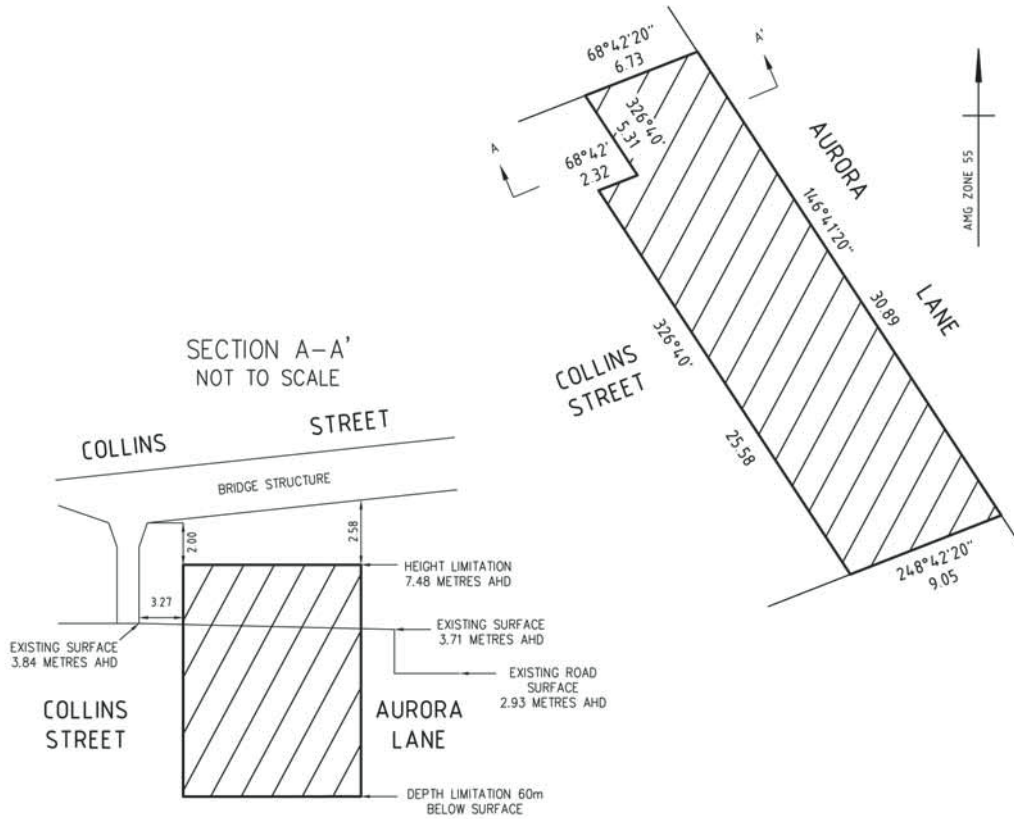 68°42'20"
6.73
A'
326°40'
5.31
A
68°42'
2.32
AURORA
LANE
146°41'20"
30.89
AMG ZONE 55
COLLINS
STREET
326°40'
25.58
248°42'20"
9.05
SECTION A-A'
NOT TO SCALE
COLLINS STREET
BRIDGE STRUCTURE
2.00
2.58
HEIGHT LIMITATION
7.48 METRES AHD
3.27
EXISTING SURFACE
3.84 METRES AHD
EXISTING SURFACE
3.71 METRES AHD
EXISTING ROAD
SURFACE
2.93 METRES AHD
COLLINS
STREET
AURORA
LANE
DEPTH LIMITATION 60m
BELOW SURFACE